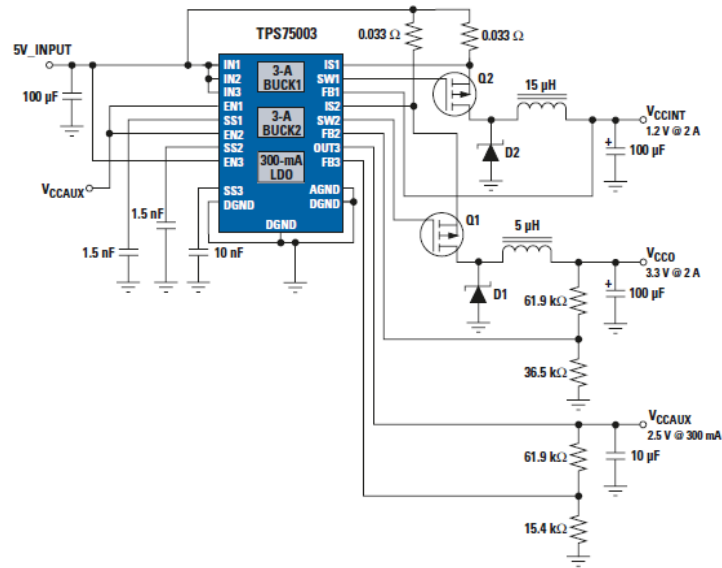 TPS75003
0.033 Ω
0.033 Ω
5V_INPUT
100 µF
IN1
IN2
IN3
EN1
SS1
EN2
SS2
EN3
SS3
DGND
3-A
BUCK1
3-A
BUCK2
300-mA
LDO
DGND
IS1
SW1
FB1
IS2
SW2
FB2
OUT3
FB3
AGND
DGND
Q2
15 µH
VCCINT
1.2 V @ 2 A
+
100 µF
D2
VCCAUX
1.5 nF
1.5 nF
10 nF
Q1
5 µH
VCCO
3.3 V @ 2 A
+
100 µF
D1
61.9 kΩ
36.5 kΩ
VCCAUX
2.5 V @ 300 mA
61.9 kΩ
10 µF
15.4 kΩ